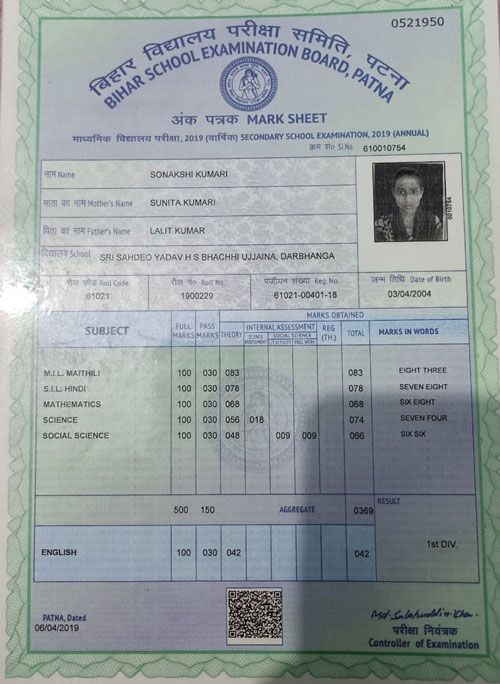 0521950
बिहार विद्यालय परीक्षा समिति, पटना
BIHAR SCHOOL EXAMINATION BOARD, PATNA
अंक पत्रक MARK SHEET
माध्यमिक विद्यालय परीक्षा, 2019 (वार्षिक) SECONDARY SCHOOL EXAMINATION, 2019 (ANNUAL)
क्रम सं० Sl.No. 610010754
नाम Name SONAKSHI KUMARI
माता का नाम Mother's Name SUNITA KUMARI
पिता का नाम Father's Name LALIT KUMAR
विद्यालय School SRI SAHDEO YADAV H S BHACHHI UJJAINA, DARBHANGA
रौल कोड Roll Code रौल नं० Roll No. पंजीयन संख्या Reg. No. जन्म तिथि Date of Birth
61021 1900229 61021-00401-18 03/04/2004
MARKS OBTAINED
SUBJECT FULL MARKS PASS MARKS THEORY INTERNAL ASSESSMENT REG (TH.) TOTAL MARKS IN WORDS
SOCIAL SCIENCE
M.I.L. MAITHILI 100 030 083 083 EIGHT THREE
S.I.L. HINDI 100 030 078 078 SEVEN EIGHT
MATHEMATICS 100 030 068 068 SIX EIGHT
SCIENCE 100 030 056 018 074 SEVEN FOUR
SOCIAL SCIENCE 100 030 048 009 009 066 SIX SIX
500 150 AGGREGATE 0369 RESULT
ENGLISH 100 030 042 042 1st DIV.
PATNA, Dated
06/04/2019
Md. Salahuddin Khan
परीक्षा नियंत्रक
Controller of Examination